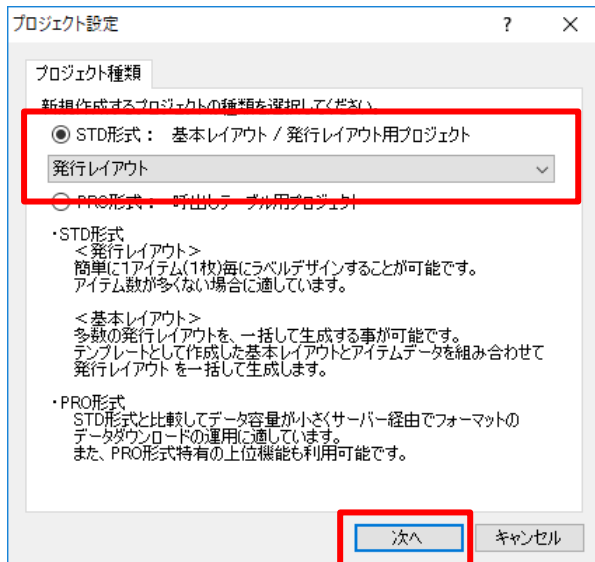 プロジェクト設定
? ×
プロジェクト種類
新規作成するプロジェクトの種類を選択してください。
STD形式： 基本レイアウト / 発行レイアウト用プロジェクト
発行レイアウト
PRO形式： 呼出しテーブル用プロジェクト
・STD形式
＜発行レイアウト＞
簡単に1アイテム(1枚)毎にラベルデザインすることが可能です。
アイテム数が多くない場合に適しています。
＜基本レイアウト＞
多数の発行レイアウトを、一括して生成する事が可能です。
テンプレートとして作成した基本レイアウトとアイテムデータを組み合わせて
発行レイアウト を一括して生成します。
・PRO形式
STD形式と比較してデータ容量が小さくサーバー経由でフォーマットの
データダウンロードの運用に適しています。
また、PRO形式特有の上位機能も利用可能です。
次へ キャンセル